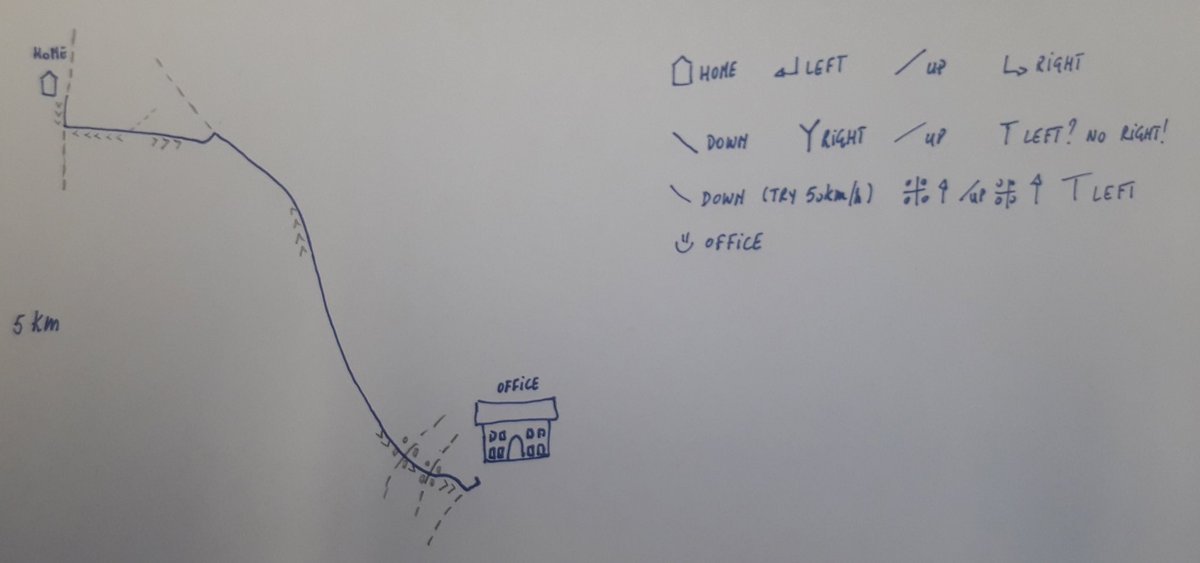 HOME
5 km
OFFICE
HOME LEFT UP RIGHT
DOWN RIGHT UP LEFT? NO RIGHT!
DOWN (TRY 50km/h) UP LEFT
OFFICE